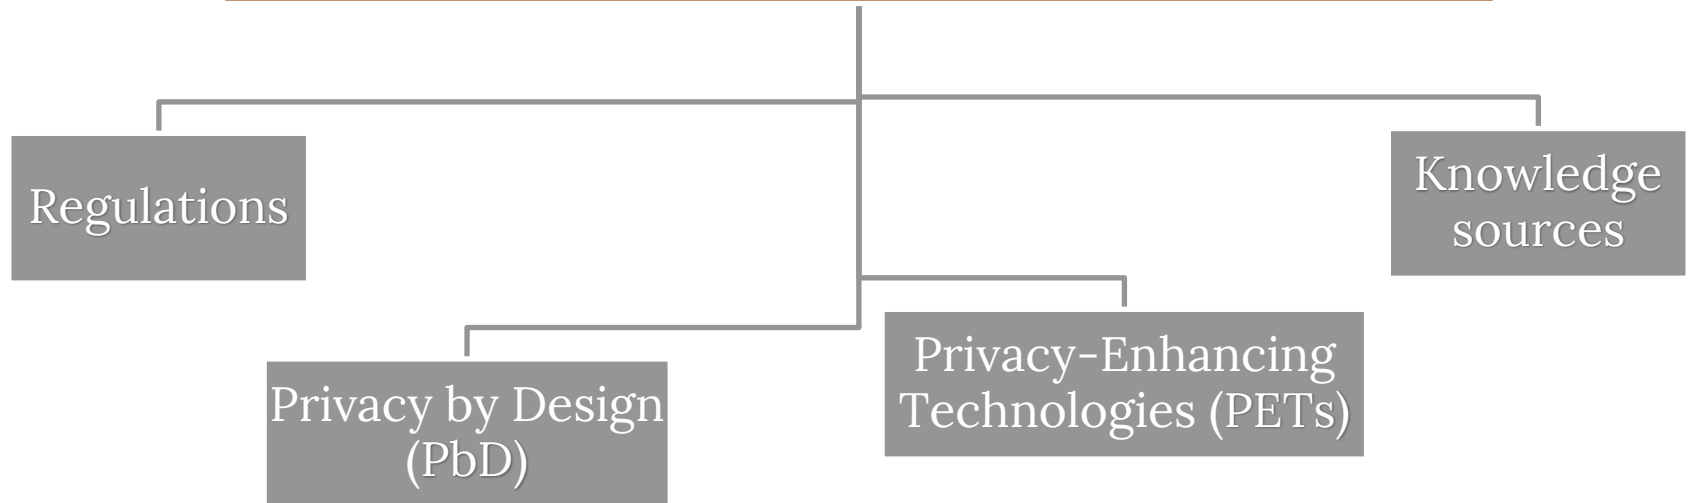 Regulations
Knowledge
sources
Privacy by Design
(PbD)
Privacy-Enhancing
Technologies (PETs)